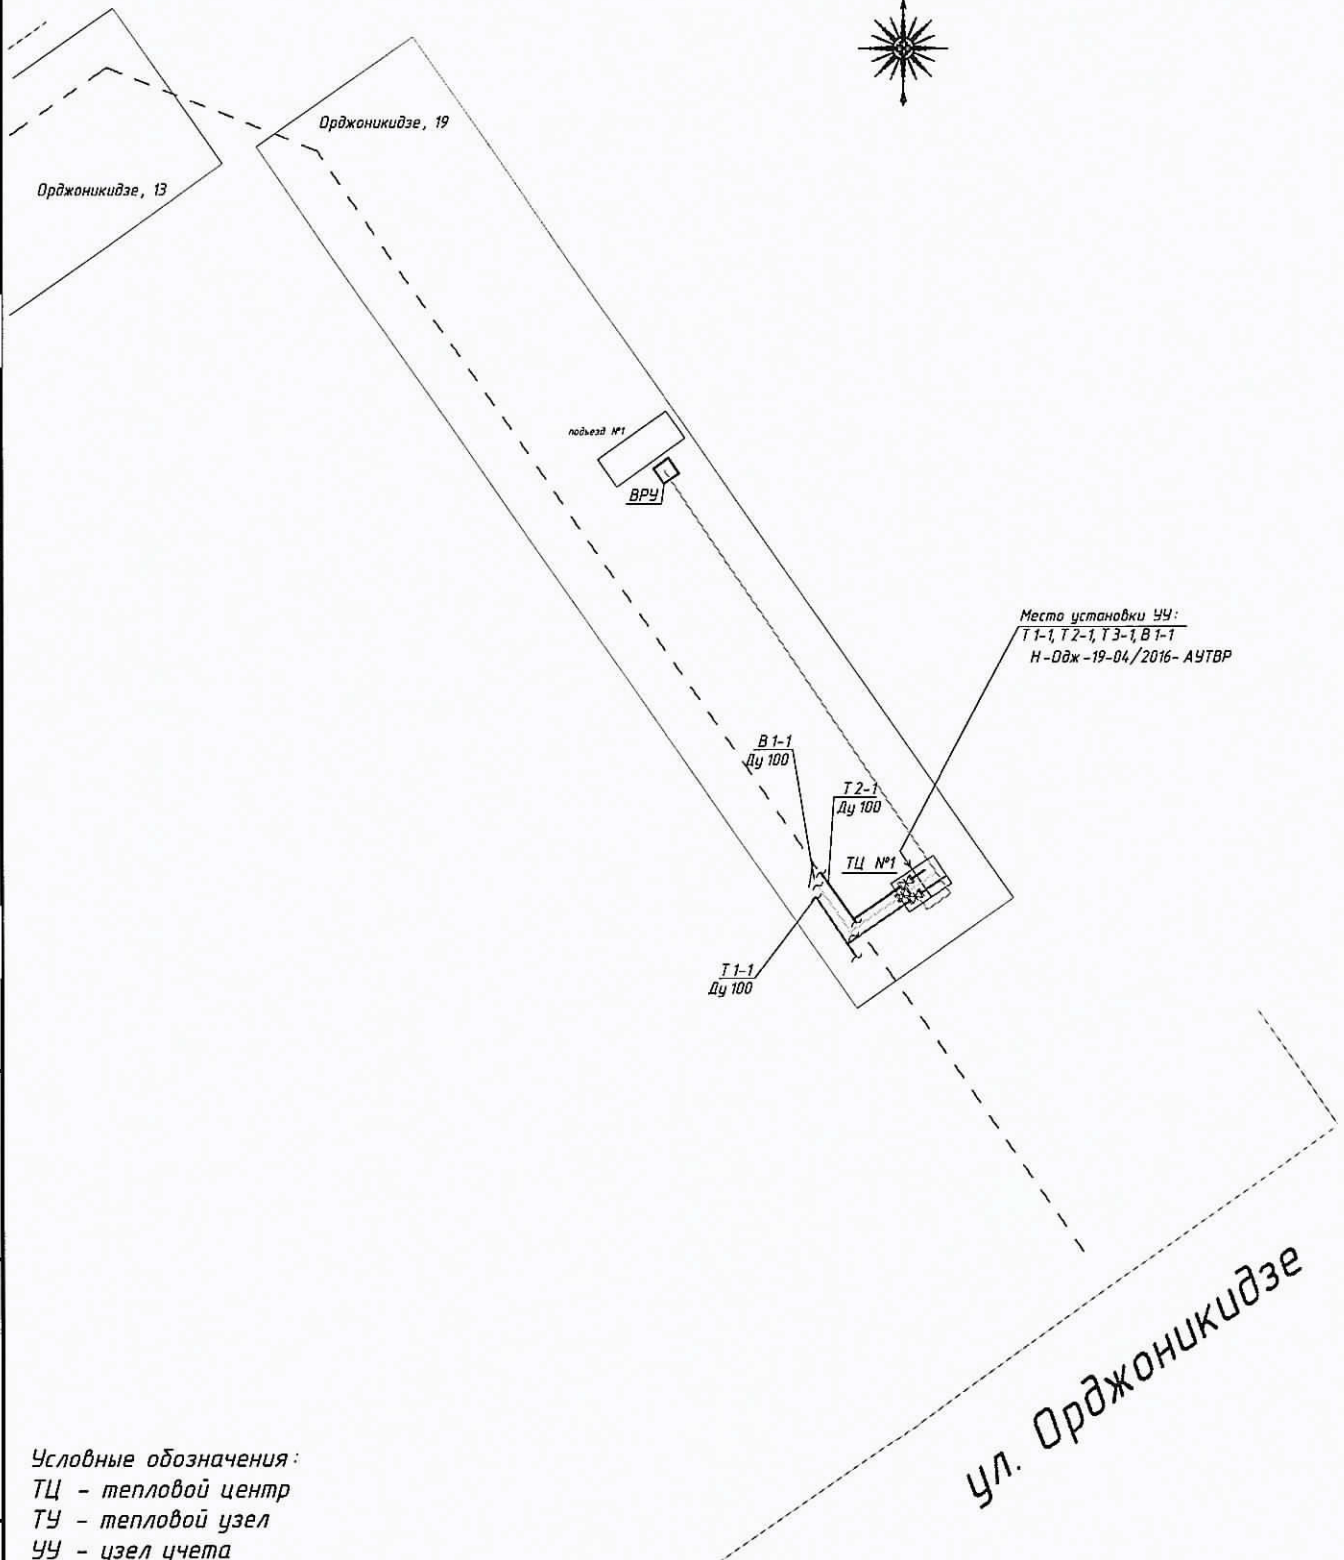 Орджоникидзе, 19
Орджоникидзе, 13
подъезд №1
ВРУ
Место установки УУ:
Т 1-1, Т 2-1, Т 3-1, В 1-1
Н-Одж-19-04/2016-АУТВР
В 1-1
Ду 100
Т 2-1
Ду 100
ТЦ №1
Т 1-1
Ду 100
ул. Орджоникидзе
Условные обозначения:
ТЦ - тепловой центр
ТУ - тепловой узел
УУ - узел учета